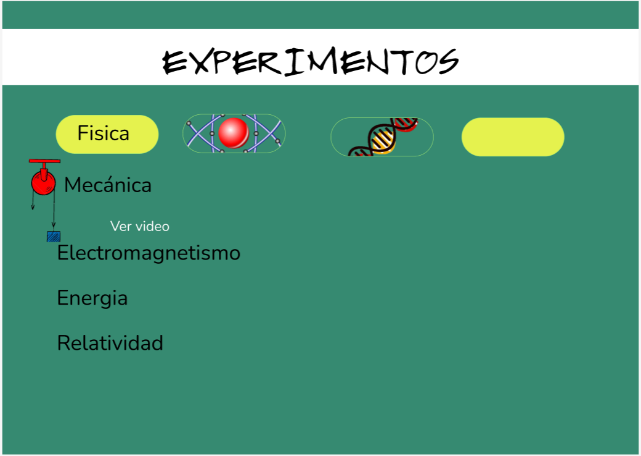 EXPERIMENTOS
Fisica
Mecánica
Ver video
Electromagnetismo
Energia
Relatividad